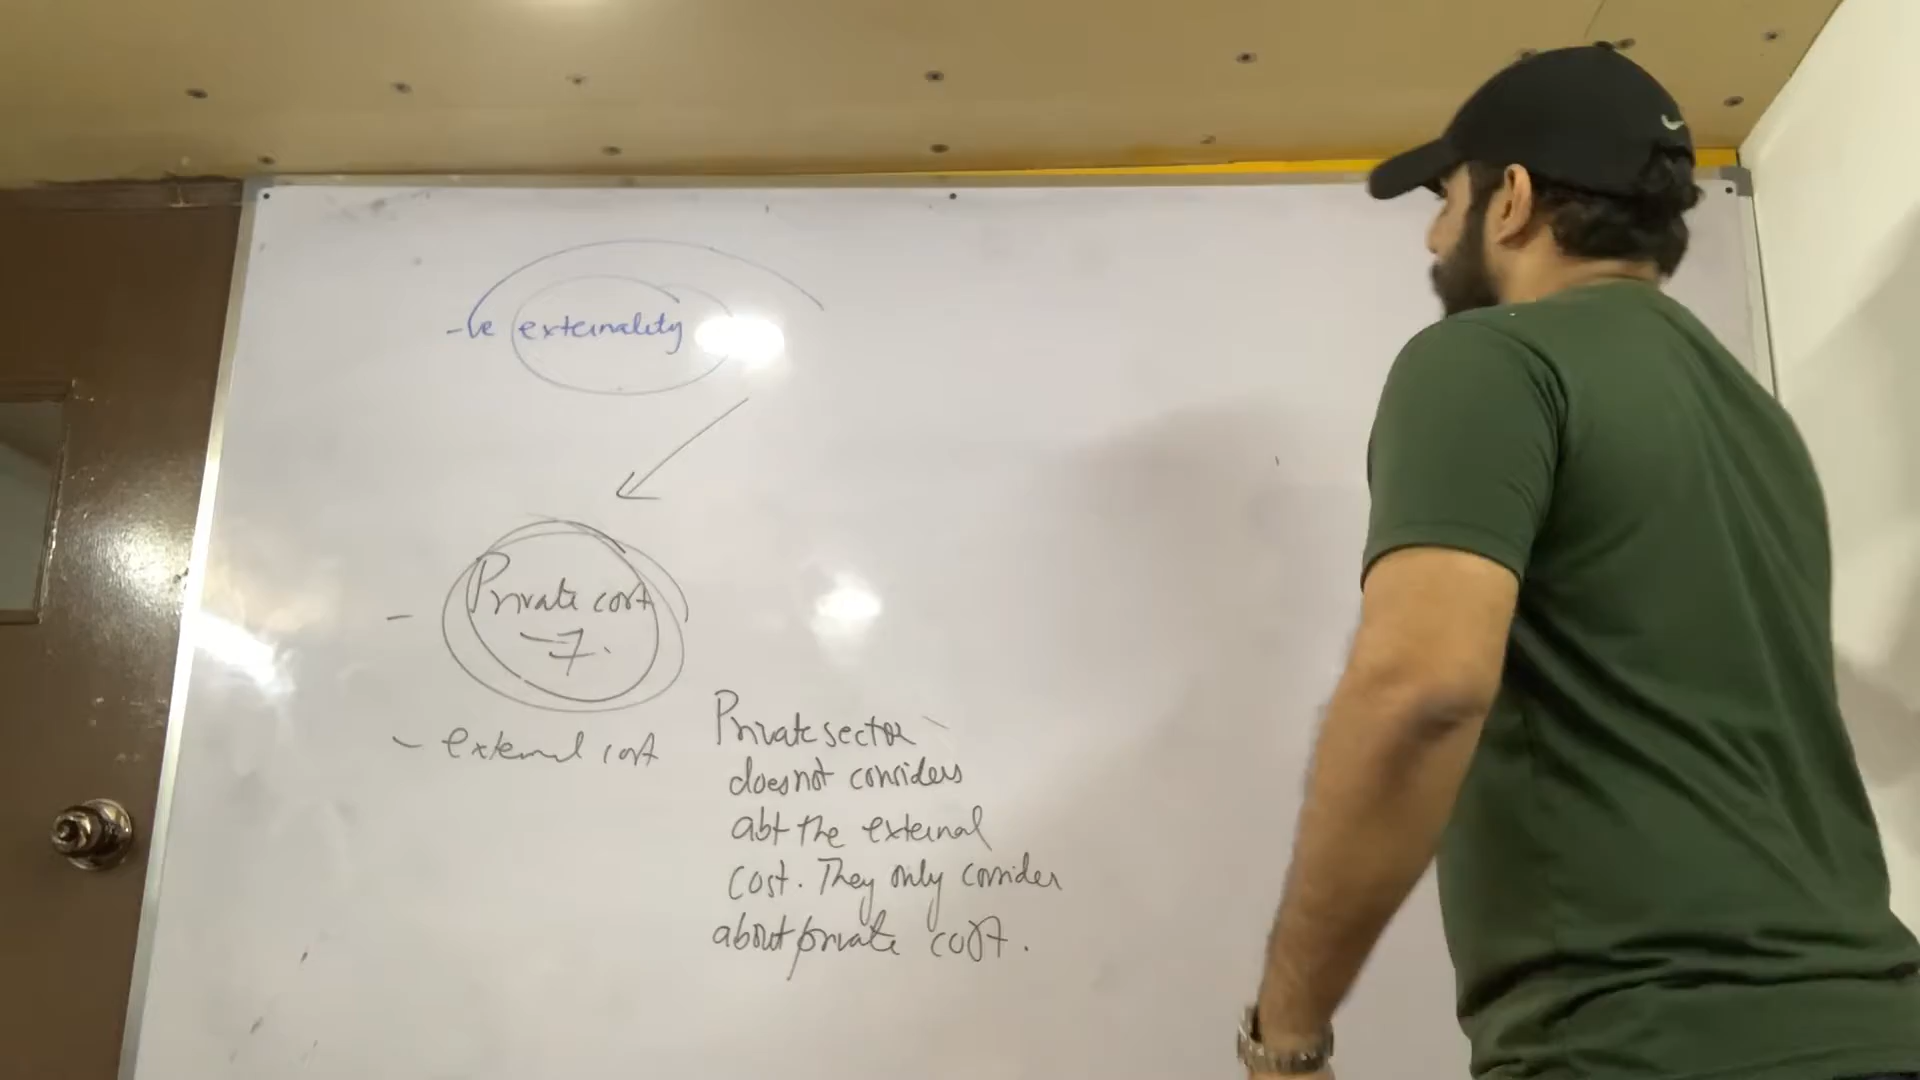 -ve externality
- Private cost
7.
- external cost
Private sector
does not considers
abt the external
cost. They only consider
about private cost.